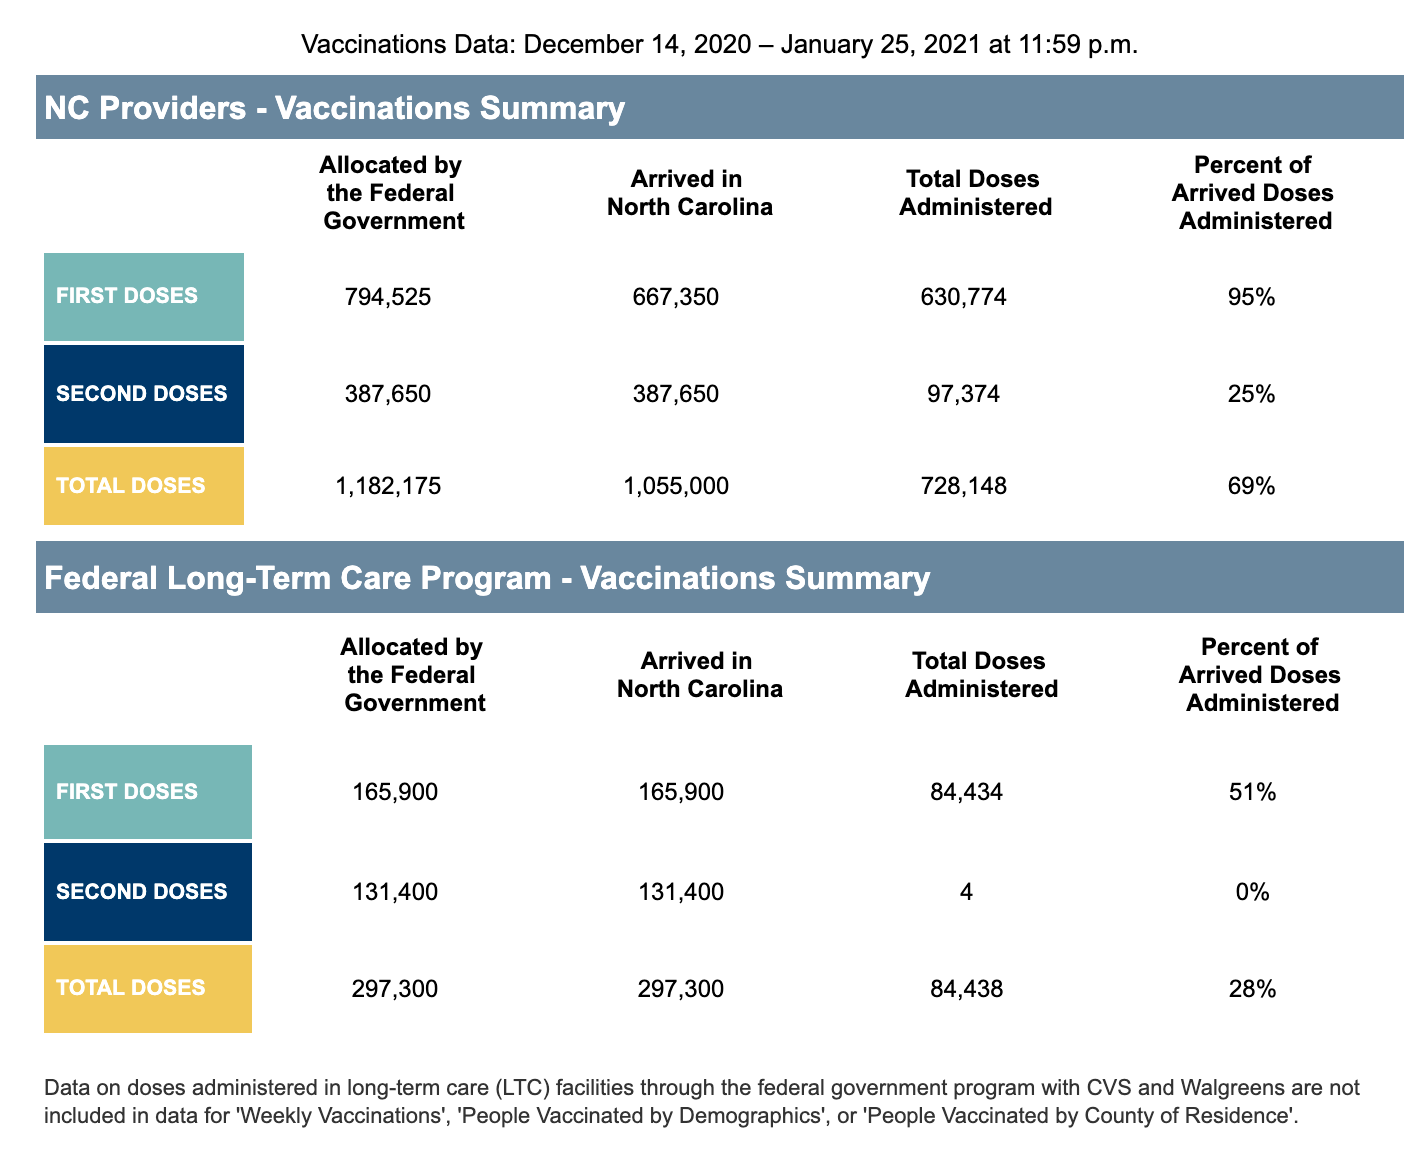 Vaccinations Data: December 14, 2020 – January 25, 2021 at 11:59 p.m.
NC Providers - Vaccinations Summary
Allocated by the Federal Government
Arrived in North Carolina
Total Doses Administered
Percent of Arrived Doses Administered
FIRST DOSES 794,525 667,350 630,774 95%
SECOND DOSES 387,650 387,650 97,374 25%
TOTAL DOSES 1,182,175 1,055,000 728,148 69%
Federal Long-Term Care Program - Vaccinations Summary
Allocated by the Federal Government
Arrived in North Carolina
Total Doses Administered
Percent of Arrived Doses Administered
FIRST DOSES 165,900 165,900 84,434 51%
SECOND DOSES 131,400 131,400 4 0%
TOTAL DOSES 297,300 297,300 84,438 28%
Data on doses administered in long-term care (LTC) facilities through the federal government program with CVS and Walgreens are not
included in data for 'Weekly Vaccinations', 'People Vaccinated by Demographics', or 'People Vaccinated by County of Residence'.